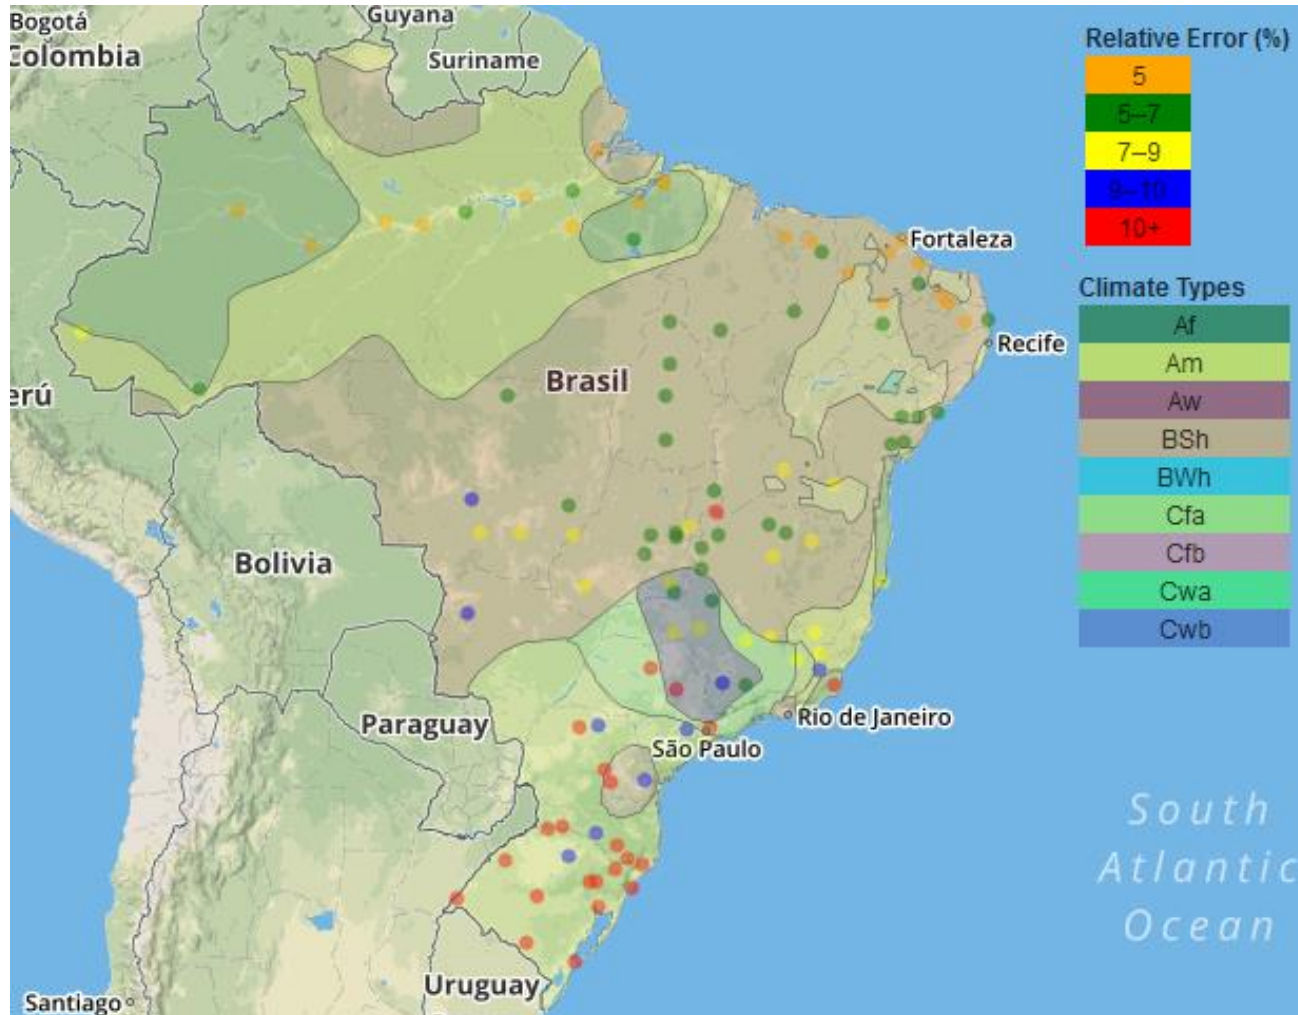 Bogotá
Colombia
Guyana
Suriname
Fortaleza
Recife
Brasil
erú
Bolivia
Paraguay
Rio de Janeiro
São Paulo
Uruguay
Santiago
South
Atlantic
Ocean
Relative Error (%)
5
5--7
7--9
9--10
10+
Climate Types
Af
Am
Aw
BSh
BWh
Cfa
Cfb
Cwa
Cwb